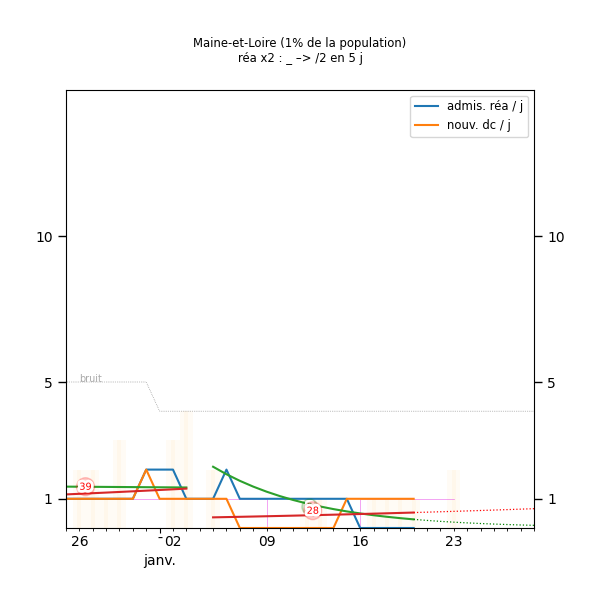 Maine-et-Loire (1% de la population)
réa x2 : _ –> /2 en 5 j
admis. réa / j
nouv. dc / j
10
10
bruit
5
5
39
28
1
1
26
02
09
16
23
janv.